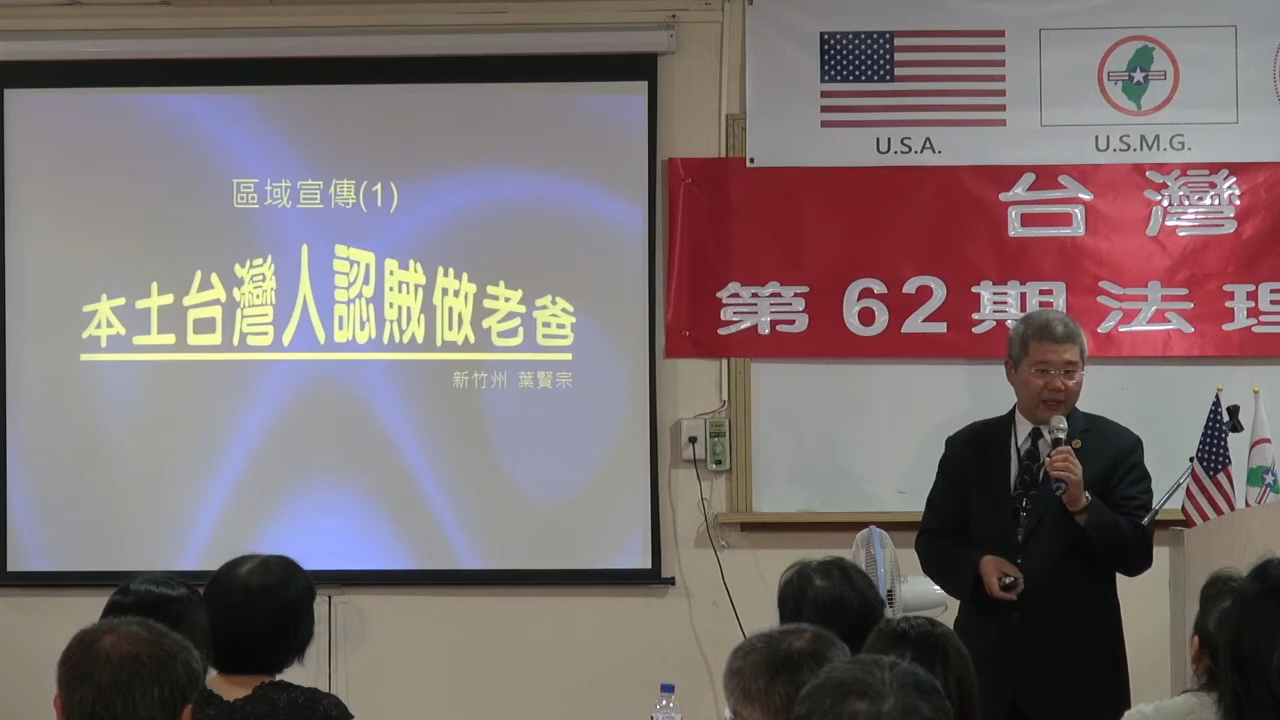 區域宣傳(1)
本土台灣人認賊做老爸
新竹州 葉賢宗
U.S.A.
U.S.M.G.
台灣
第62期法理